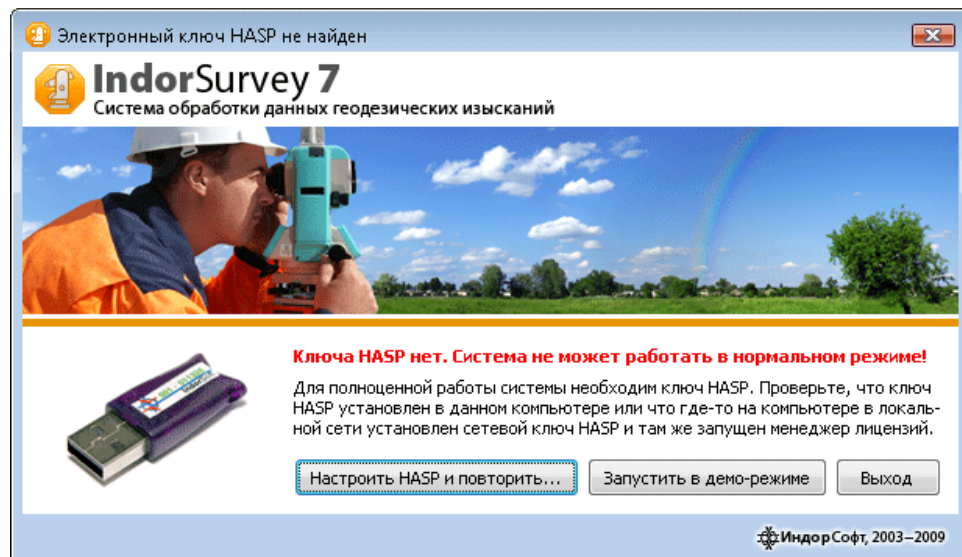 Электронный ключ HASP не найден
IndorSurvey 7
Система обработки данных геодезических изысканий
Ключа HASP нет. Система не может работать в нормальном режиме!
Для полноценной работы системы необходим ключ HASP. Проверьте, что ключ
HASP установлен в данном компьютере или что где-то на компьютере в локаль-
ной сети установлен сетевой ключ HASP и там же запущен менеджер лицензий.
Настроить HASP и повторить...
Запустить в демо-режиме
Выход
ИндорСофт, 2003–2009